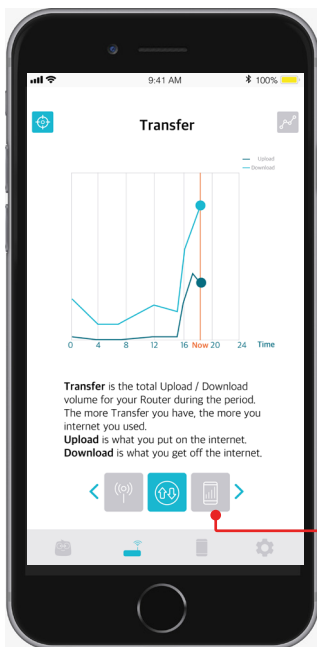 9:41 AM
100%
Transfer
Upload
Download
0 4 8 12 16 Now 20 24 Time
Transfer is the total Upload / Download
volume for your Router during the period.
The more Transfer you have, the more you
internet you used.
Upload is what you put on the internet.
Download is what you get off the internet.